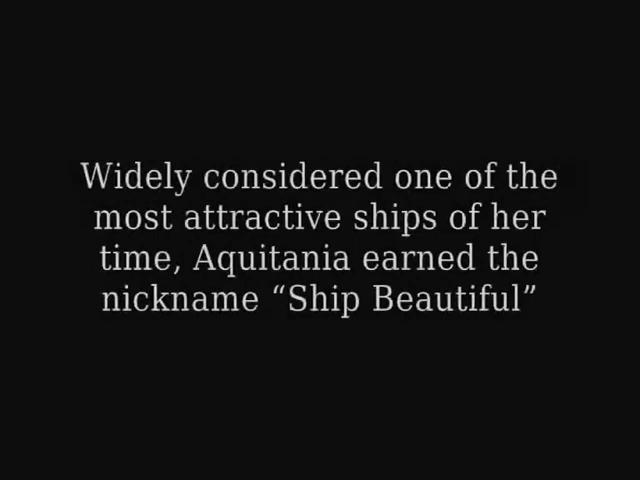 Widely considered one of the
most attractive ships of her
time, Aquitania earned the
nickname “Ship Beautiful”